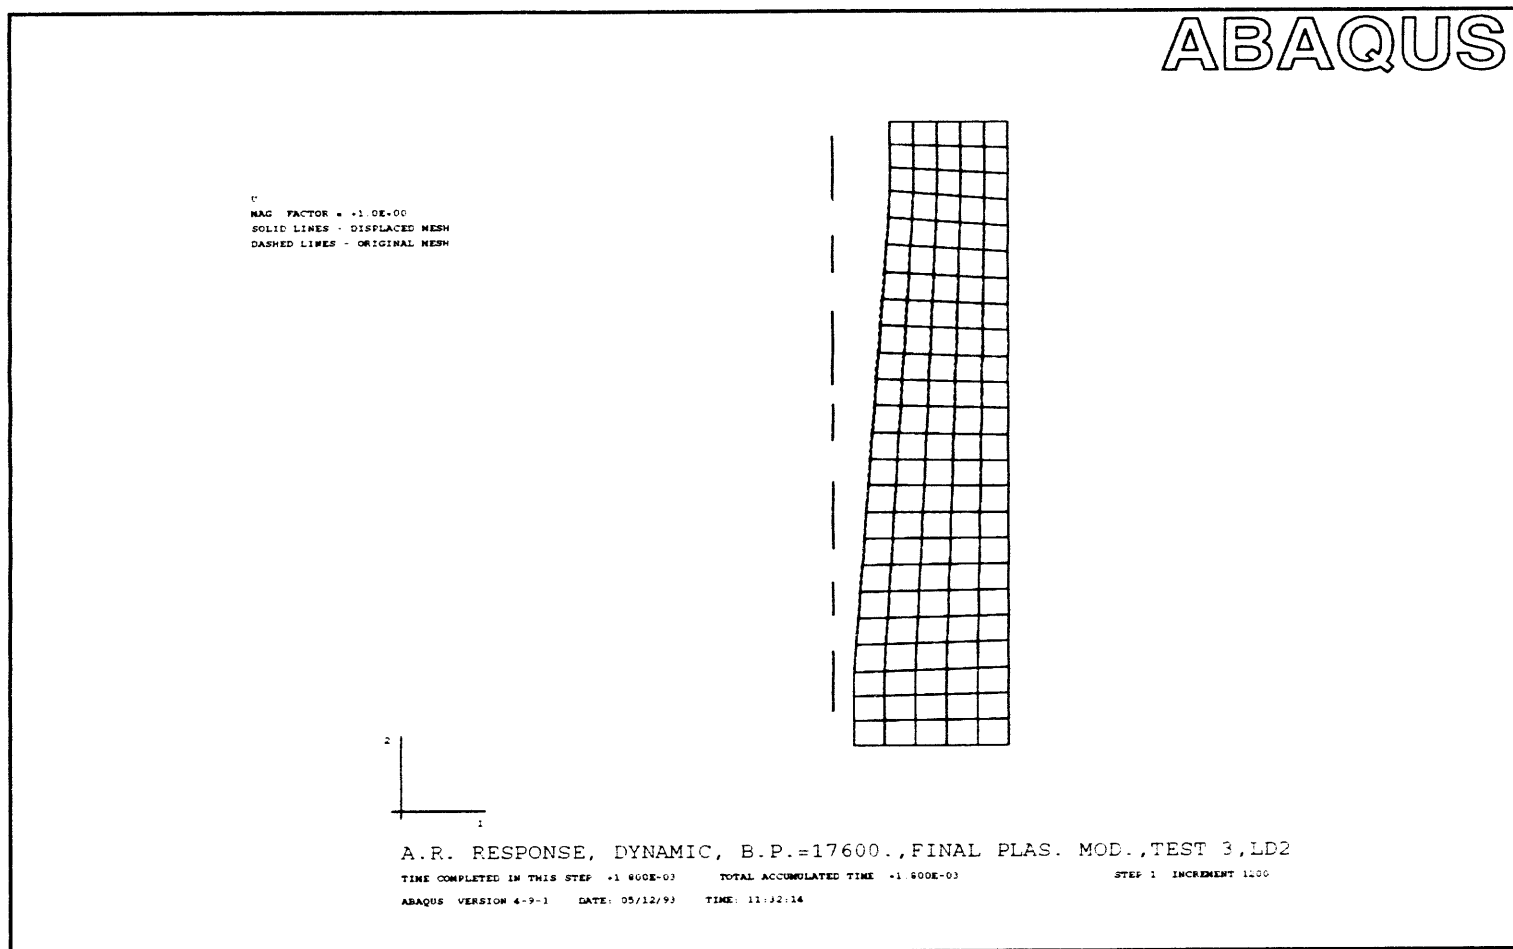 ABAQUS
U
MAG FACTOR = +1.0E+00
SOLID LINES - DISPLACED MESH
DASHED LINES - ORIGINAL MESH
2
1
A.R. RESPONSE, DYNAMIC, B.P.=17600.,FINAL PLAS. MOD.,TEST 3,LD2
TIME COMPLETED IN THIS STEP +1.800E-03 TOTAL ACCUMULATED TIME +1.800E-03 STEP 1 INCREMENT 1200
ABAQUS VERSION 4-9-1 DATE: 05/12/93 TIME: 11:32:14